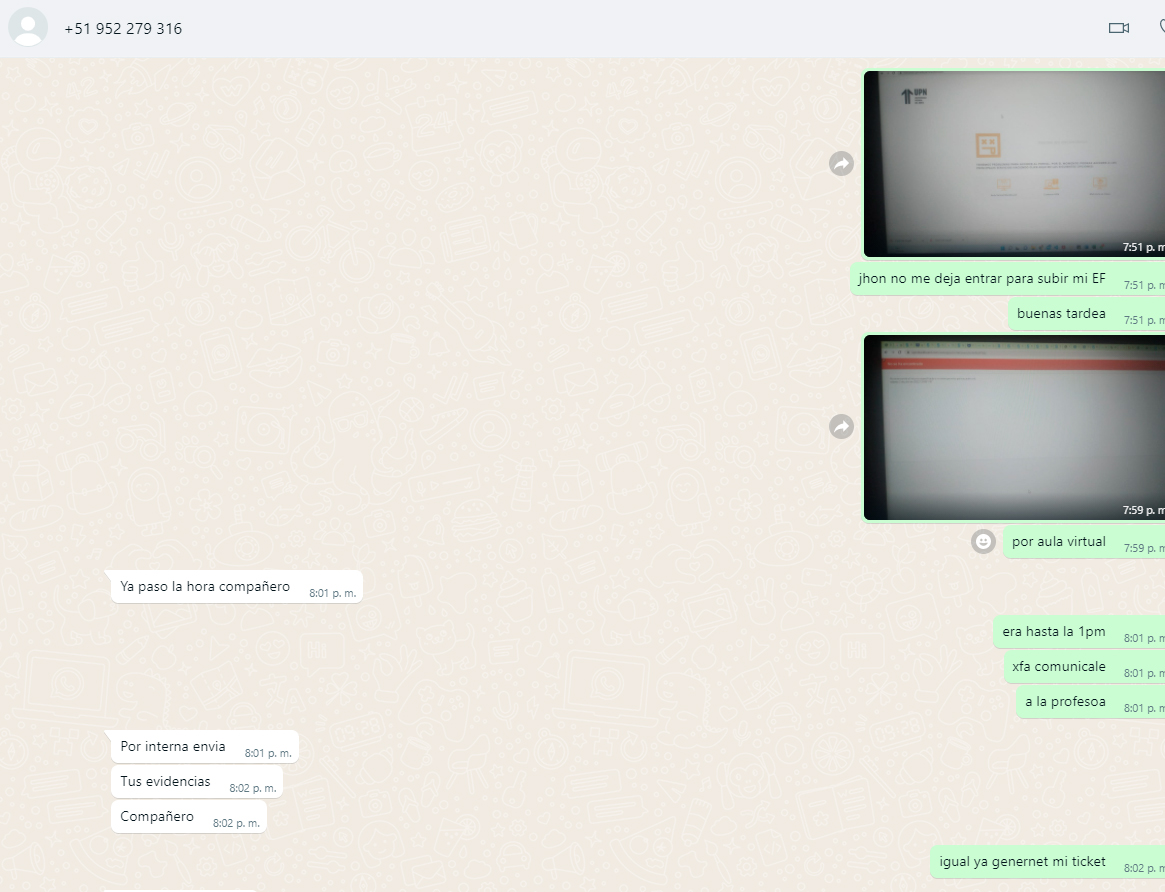 +51 952 279 316
UPN
7:51 p. m
jhon no me deja entrar para subir mi EF
7:51 p. m
buenas tardea
7:51 p. m
7:59 p. m
por aula virtual
7:59 p. m
Ya paso la hora compañero
8:01 p. m.
era hasta la 1pm
8:01 p. m
xfa comunicale
8:01 p. m
a la profesoa
8:01 p. m
Por interna envia
8:01 p. m.
Tus evidencias
8:02 p. m.
Compañero
8:02 p. m.
igual ya genernet mi ticket
8:02 p. m